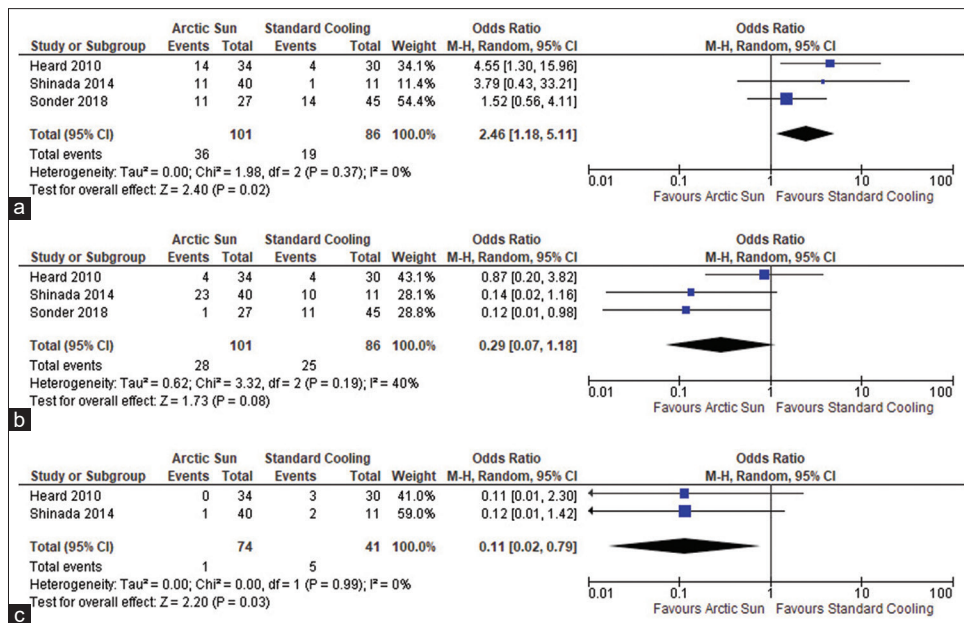 Arctic Sun Standard Cooling Odds Ratio Odds Ratio
Study or Subgroup Events Total Events Total Weight M-H, Random, 95% CI M-H, Random, 95% CI
Heard 2010 14 34 4 30 34.1% 4.55 [1.30, 15.96]
Shinada 2014 11 40 1 11 11.4% 3.79 [0.43, 33.21]
Sonder 2018 11 27 14 45 54.4% 1.52 [0.56, 4.11]
Total (95% CI) 101 86 100.0% 2.46 [1.18, 5.11]
Total events 36 19
Heterogeneity: Tau² = 0.00; Chi² = 1.98, df = 2 (P = 0.37); I² = 0%
Test for overall effect: Z = 2.40 (P = 0.02)
0.01 0.1 1 10 100
Favours Arctic Sun Favours Standard Cooling
a
Arctic Sun Standard Cooling Odds Ratio Odds Ratio
Study or Subgroup Events Total Events Total Weight M-H, Random, 95% CI M-H, Random, 95% CI
Heard 2010 4 34 4 30 43.1% 0.87 [0.20, 3.82]
Shinada 2014 23 40 10 11 28.1% 0.14 [0.02, 1.16]
Sonder 2018 1 27 11 45 28.8% 0.12 [0.01, 0.98]
Total (95% CI) 101 86 100.0% 0.29 [0.07, 1.18]
Total events 28 25
Heterogeneity: Tau² = 0.62; Chi² = 3.32, df = 2 (P = 0.19); I² = 40%
Test for overall effect: Z = 1.73 (P = 0.08)
0.01 0.1 1 10 100
Favours Arctic Sun Favours Standard Cooling
b
Arctic Sun Standard Cooling Odds Ratio Odds Ratio
Study or Subgroup Events Total Events Total Weight M-H, Random, 95% CI M-H, Random, 95% CI
Heard 2010 0 34 3 30 41.0% 0.11 [0.01, 2.30]
Shinada 2014 1 40 2 11 59.0% 0.12 [0.01, 1.42]
Total (95% CI) 74 41 100.0% 0.11 [0.02, 0.79]
Total events 1 5
Heterogeneity: Tau² = 0.00; Chi² = 0.00, df = 1 (P = 0.99); I² = 0%
Test for overall effect: Z = 2.20 (P = 0.03)
0.01 0.1 1 10 100
Favours Arctic Sun Favours Standard Cooling
c